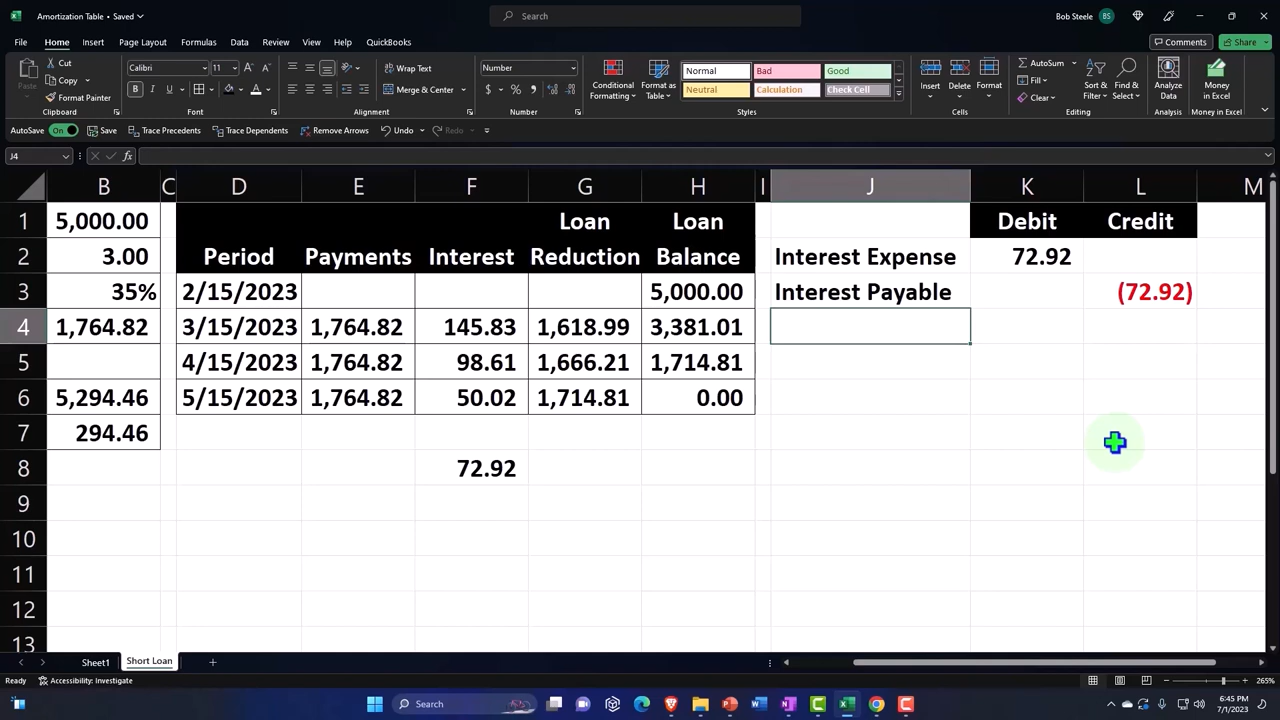 Amortization Table • Saved
Search
Bob Steele BS
File Home Insert Page Layout Formulas Data Review View Help QuickBooks
Comments Share
Paste Cut Copy Format Painter
Calibri 11
B I U
Wrap Text
Merge & Center
Number
$ %
Conditional Formatting
Format as Table
Normal Bad Good
Neutral Calculation Check Cell
Insert Delete Format
AutoSum
Fill
Clear
Sort & Filter
Find & Select
Analyze Data
Money in Excel
Clipboard Font Alignment Number Styles Cells Editing Analysis Money in Excel
AutoSave On Save Trace Precedents Trace Dependents Remove Arrows Undo Redo
J4 fx
B C D E F G H I J K L M
1 5,000.00 Loan Loan Debit Credit
2 3.00 Period Payments Interest Reduction Balance Interest Expense 72.92
3 35% 2/15/2023 5,000.00 Interest Payable (72.92)
4 1,764.82 3/15/2023 1,764.82 145.83 1,618.99 3,381.01
5 4/15/2023 1,764.82 98.61 1,666.21 1,714.81
6 5,294.46 5/15/2023 1,764.82 50.02 1,714.81 0.00
7 294.46
8 72.92
9
10
11
12
13
Sheet1 Short Loan
Ready Accessibility: Investigate 265%
Search
6:45 PM
7/1/2023